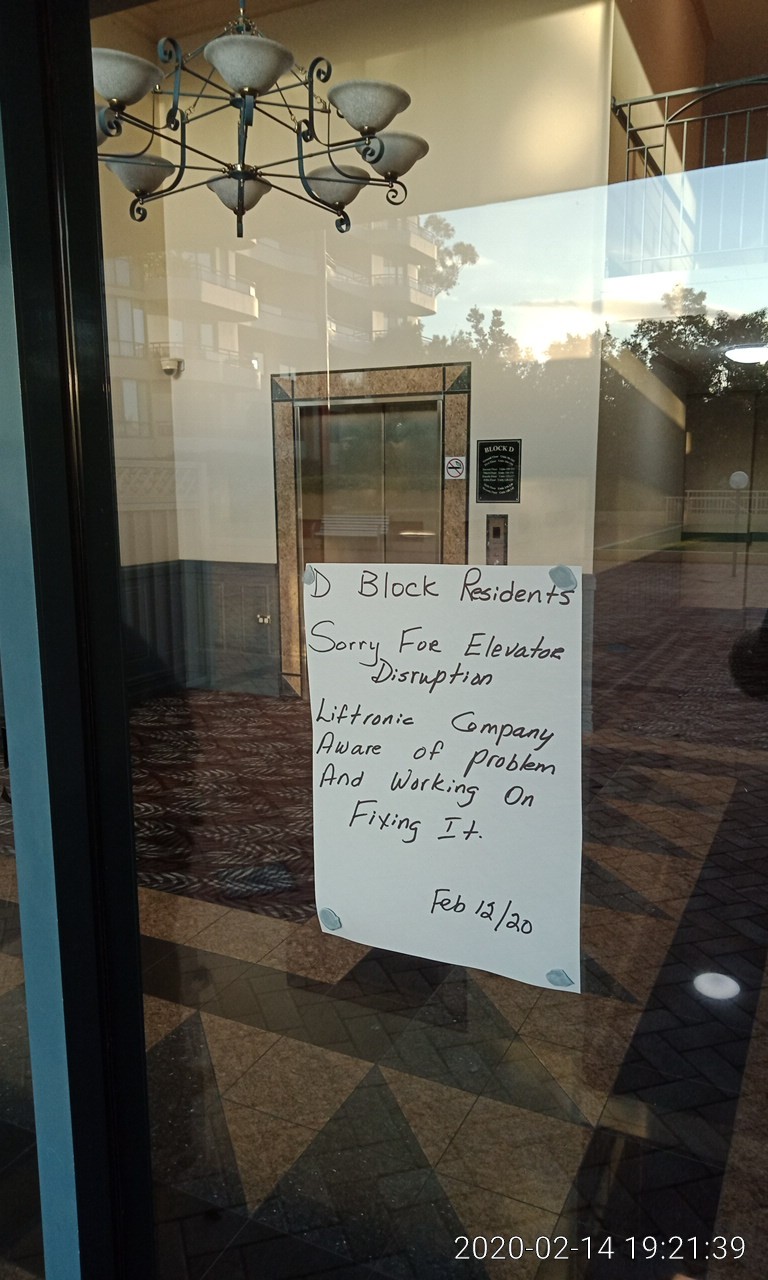 BLOCK D
D Block Residents
Sorry For Elevator
Disruption
Liftronic Company
Aware of problem
And Working On
Fixing It.
Feb 12/20
2020-02-14 19:21:39